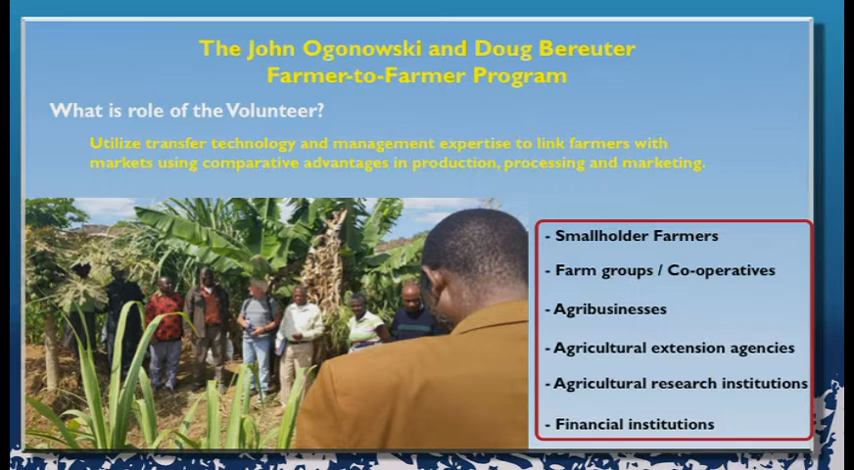 The John Ogonowski and Doug Bereuter
Farmer-to-Farmer Program
What is role of the Volunteer?
Utilize transfer technology and management expertise to link farmers with
markets using comparative advantages in production, processing and marketing.
- Smallholder Farmers
- Farm groups / Co-operatives
- Agribusinesses
- Agricultural extension agencies
- Agricultural research institutions
- Financial institutions